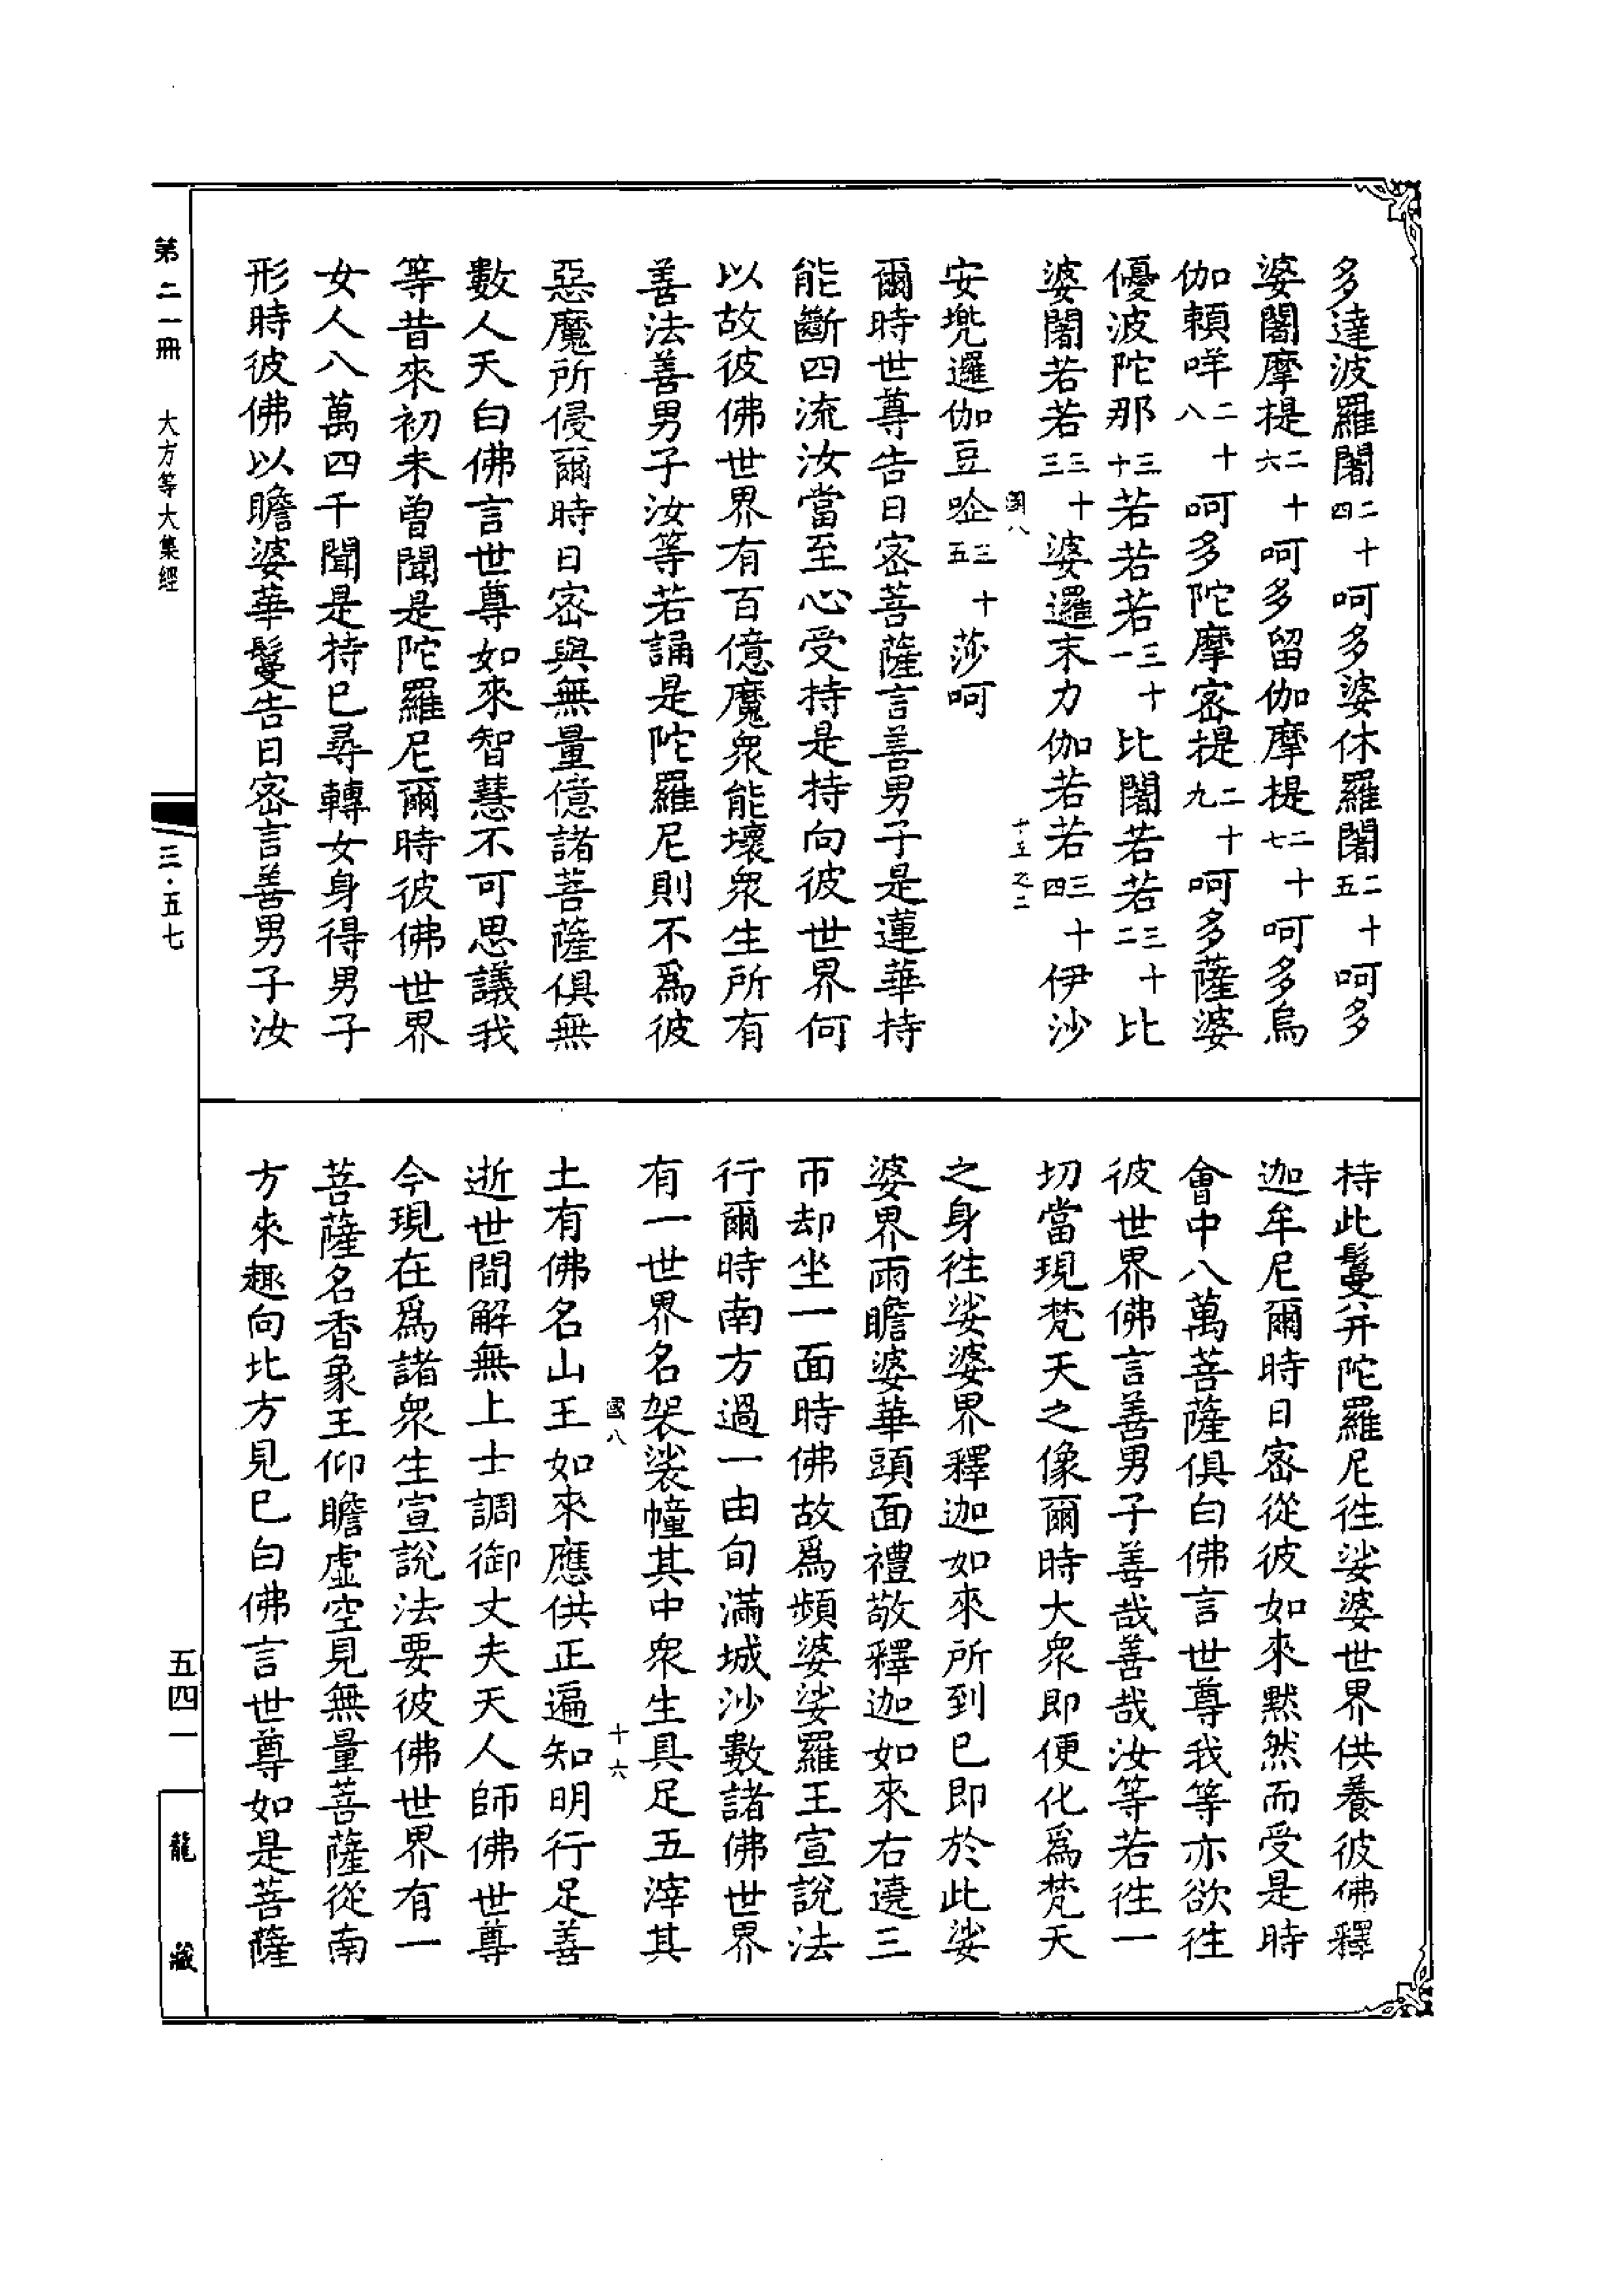 多達波羅闍二十四呵多婆休羅闍二十五呵多
婆闍摩提二十六呵多留伽摩提二十七呵多烏
伽賴咩二十八呵多陀摩密提二十九呵多薩婆
優波陀那三十若若若三十一比闍若若三十二比
婆闍若若三十三婆邏末力伽若若三十四伊沙
國八
十五之二
安兜邏伽豆三十五莎呵
爾時世尊告日密菩薩言善男子是蓮華持
能斷四流汝當至心受持是持向彼世界何
以故彼佛世界有百億魔衆能壞衆生所有
善法善男子汝等若誦是陀羅尼則不爲彼
惡魔所侵爾時日密與無量億諸菩薩俱無
數人天白佛言世尊如來智慧不可思議我
等昔來初未曾聞是陀羅尼爾時彼佛世界
女人八萬四千聞是持已尋轉女身得男子
形時彼佛以瞻婆華鬘告日密言善男子汝
持此鬘并陀羅尼往娑婆世界供養彼佛釋
迦牟尼爾時日密從彼如來默然而受是時
會中八萬菩薩俱白佛言世尊我等亦欲往
彼世界佛言善男子善哉善哉汝等若往一
切當現梵天之像爾時大衆即便化爲梵天
之身往娑婆界釋迦如來所到已即於此娑
婆界雨瞻婆華頭面禮敬釋迦如來右遶三
帀却坐一面時佛故爲頻婆娑羅王宣說法
行爾時南方過一由旬滿城沙數諸佛世界
有一世界名袈裟幢其中衆生具足五滓其
國八
十六
土有佛名山王如來應供正遍知明行足善
逝世間解無上士調御丈夫天人師佛世尊
今現在爲諸衆生宣說法要彼佛世界有一
菩薩名香象王仰瞻虛空見無量菩薩從南
方來趣向北方見已白佛言世尊如是菩薩
第二一冊
大方等大集經
三·五七
五四一
龍藏